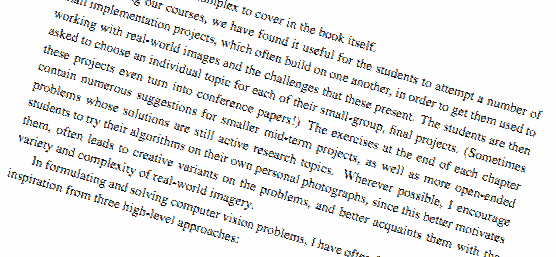 complex to cover in the book itself.
our courses, we have found it useful for the students to attempt a number of
implementation projects, which often build on one another, in order to get them used to
working with real-world images and the challenges that these present. The students are then
asked to choose an individual topic for each of their small-group, final projects. (Sometimes
these projects even turn into conference papers!) The exercises at the end of each chapter
contain numerous suggestions for smaller mid-term projects, as well as more open-ended
problems whose solutions are still active research topics. Wherever possible, I encourage
students to try their algorithms on their own personal photographs, since this better motivates
them, often leads to creative variants on the problems, and better acquaints them with the
variety and complexity of real-world imagery.
In formulating and solving computer vision problems, I have often
inspiration from three high-level approaches: